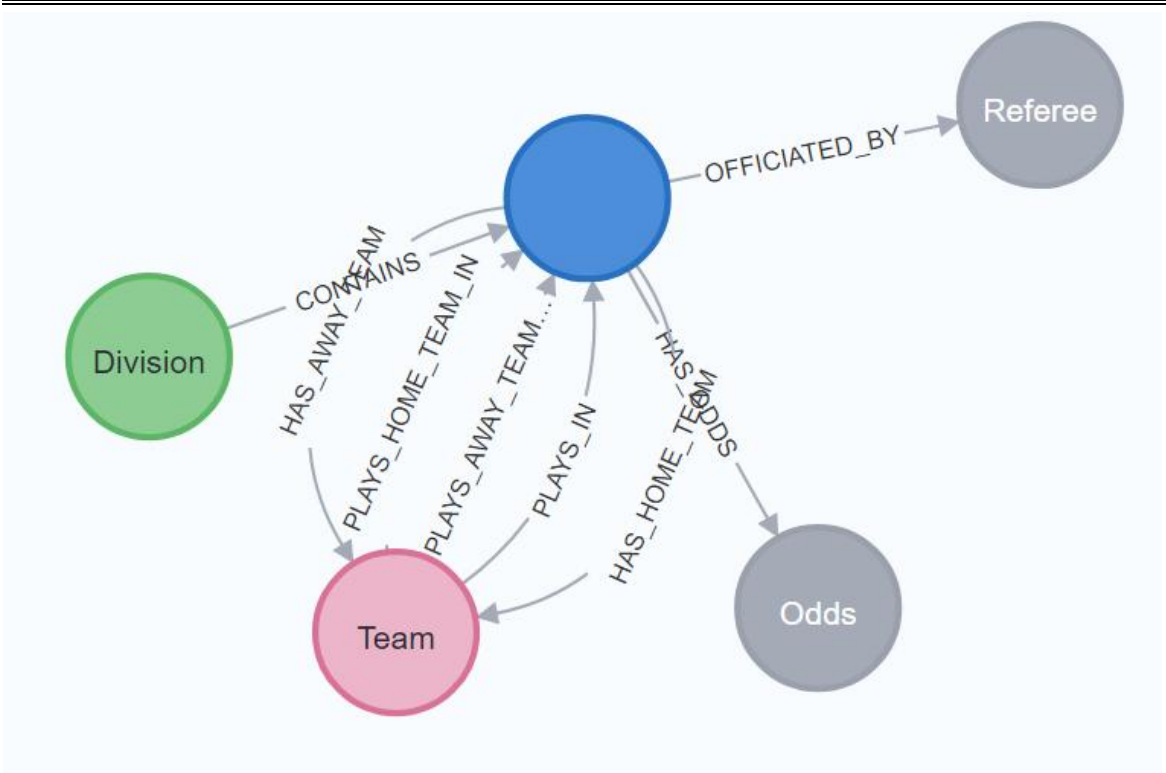 Referee
OFFICIATED_BY
HAS_AWAY_TEAM
CONTAINS
PLAYS_HOME_TEAM_IN
PLAYS_AWAY_TEAM...
PLAYS_IN
HAS_ODDS
HAS_HOME_TEAM
Division
Team
Odds